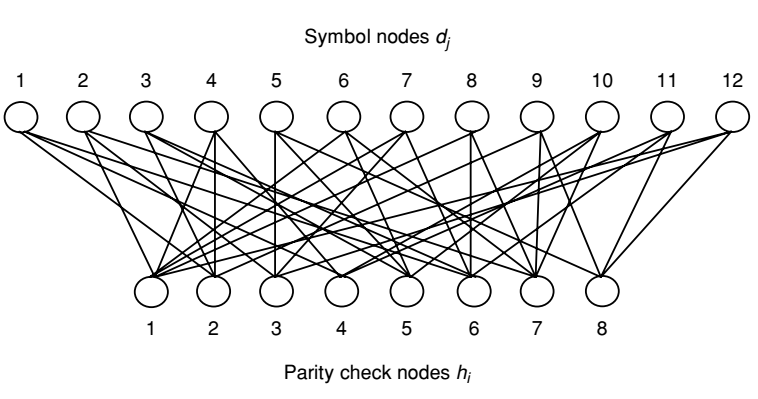 Symbol nodes dj
1 2 3 4 5 6 7 8 9 10 11 12
1 2 3 4 5 6 7 8
Parity check nodes hi